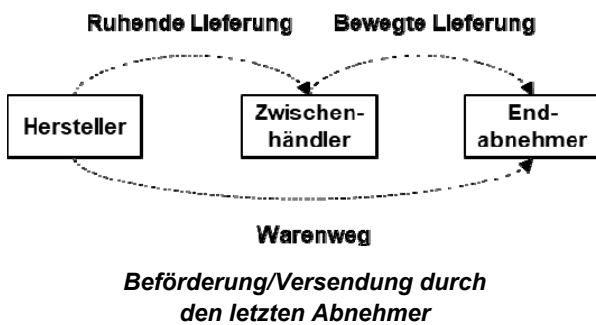 Ruhende Lieferung Bewegte Lieferung
Hersteller
Zwischen-
händler
End-
abnehmer
Warenweg
Beförderung/Versendung durch
den letzten Abnehmer